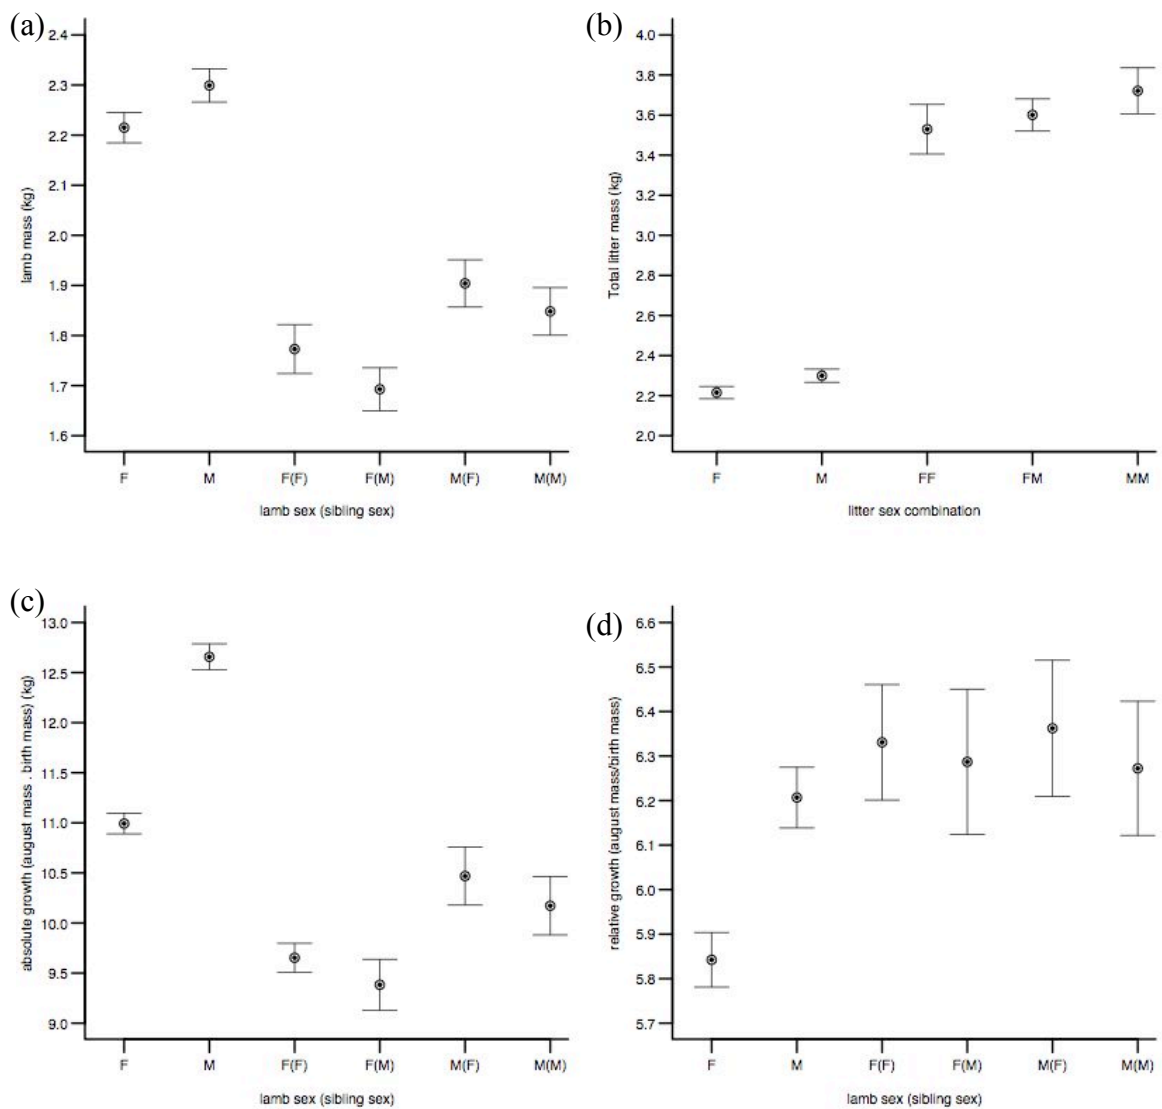 (a)
2.4
2.3
2.2
2.1
2.0
1.9
1.8
1.7
1.6
lamb mass (kg)
F M F(F) F(M) M(F) M(M)
lamb sex (sibling sex)
(b)
4.0
3.8
3.6
3.4
3.2
3.0
2.8
2.6
2.4
2.2
2.0
Total litter mass (kg)
F M FF FM MM
litter sex combination
(c)
13.0
12.5
12.0
11.5
11.0
10.5
10.0
9.5
9.0
absolute growth (august mass . birth mass) (kg)
F M F(F) F(M) M(F) M(M)
lamb sex (sibling sex)
(d)
6.6
6.5
6.4
6.3
6.2
6.1
6.0
5.9
5.8
5.7
relative growth (august mass/birth mass)
F M F(F) F(M) M(F) M(M)
lamb sex (sibling sex)